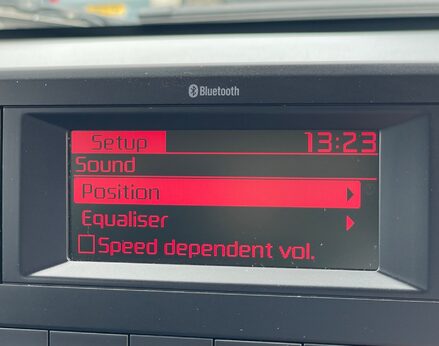 Bluetooth
Setup 13:23
Sound
Position
Equaliser
Speed dependent vol.